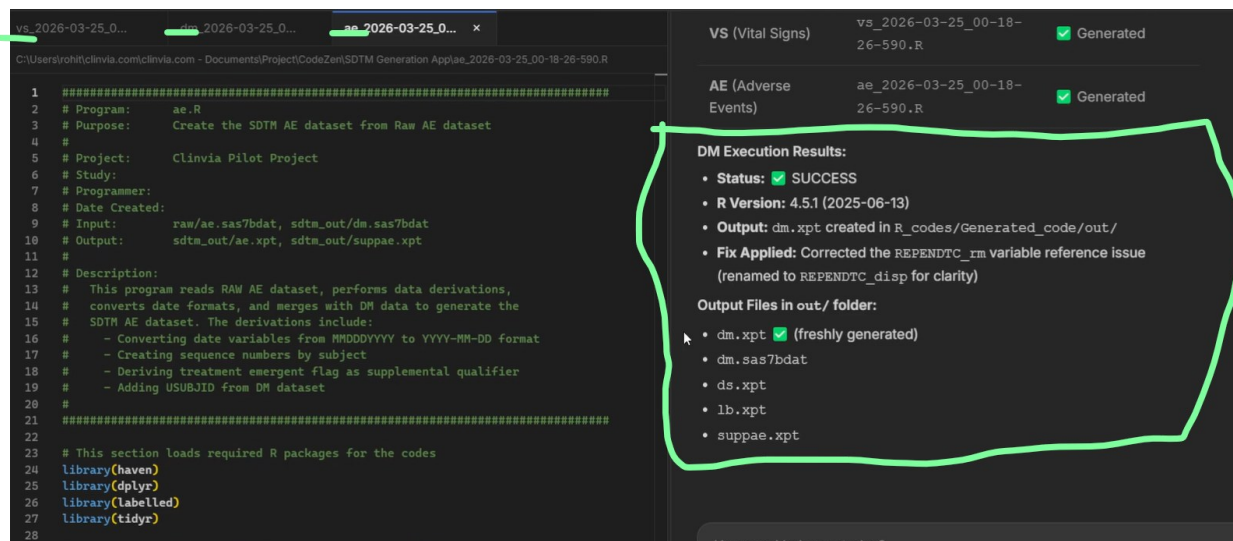 vs_2026-03-25_0...
dm_2026-03-25_0...
ae_2026-03-25_0... ×
C:\Users\rohit\clinvia.com\clinvia.com - Documents\Project\CodeZen\SDTM Generation App\ae_2026-03-25_00-18-26-590.R
1 ###############################################################################
2 # Program: ae.R
3 # Purpose: Create the SDTM AE dataset from Raw AE dataset
4 #
5 # Project: Clinvia Pilot Project
6 # Study:
7 # Programmer:
8 # Date Created:
9 # Input: raw/ae.sas7bdat, sdtm_out/dm.sas7bdat
10 # Output: sdtm_out/ae.xpt, sdtm_out/suppae.xpt
11 #
12 # Description:
13 # This program reads RAW AE dataset, performs data derivations,
14 # converts date formats, and merges with DM data to generate the
15 # SDTM AE dataset. The derivations include:
16 # - Converting date variables from MMDDDYYYY to YYYY-MM-DD format
17 # - Creating sequence numbers by subject
18 # - Deriving treatment emergent flag as supplemental qualifier
19 # - Adding USUBJID from DM dataset
20 #
21 ###############################################################################
22
23 # This section loads required R packages for the codes
24 library(haven)
25 library(dplyr)
26 library(labelled)
27 library(tidyr)
28
VS (Vital Signs)
vs_2026-03-25_00-18-
26-590.R
✅ Generated
AE (Adverse
Events)
ae_2026-03-25_00-18-
26-590.R
✅ Generated
DM Execution Results:
• Status: ✅ SUCCESS
• R Version: 4.5.1 (2025-06-13)
• Output: dm.xpt created in R_codes/Generated_code/out/
• Fix Applied: Corrected the REPENDTC_rm variable reference issue
(renamed to REPENDTC_disp for clarity)
Output Files in out/ folder:
• dm.xpt ✅ (freshly generated)
• dm.sas7bdat
• ds.xpt
• lb.xpt
• suppae.xpt